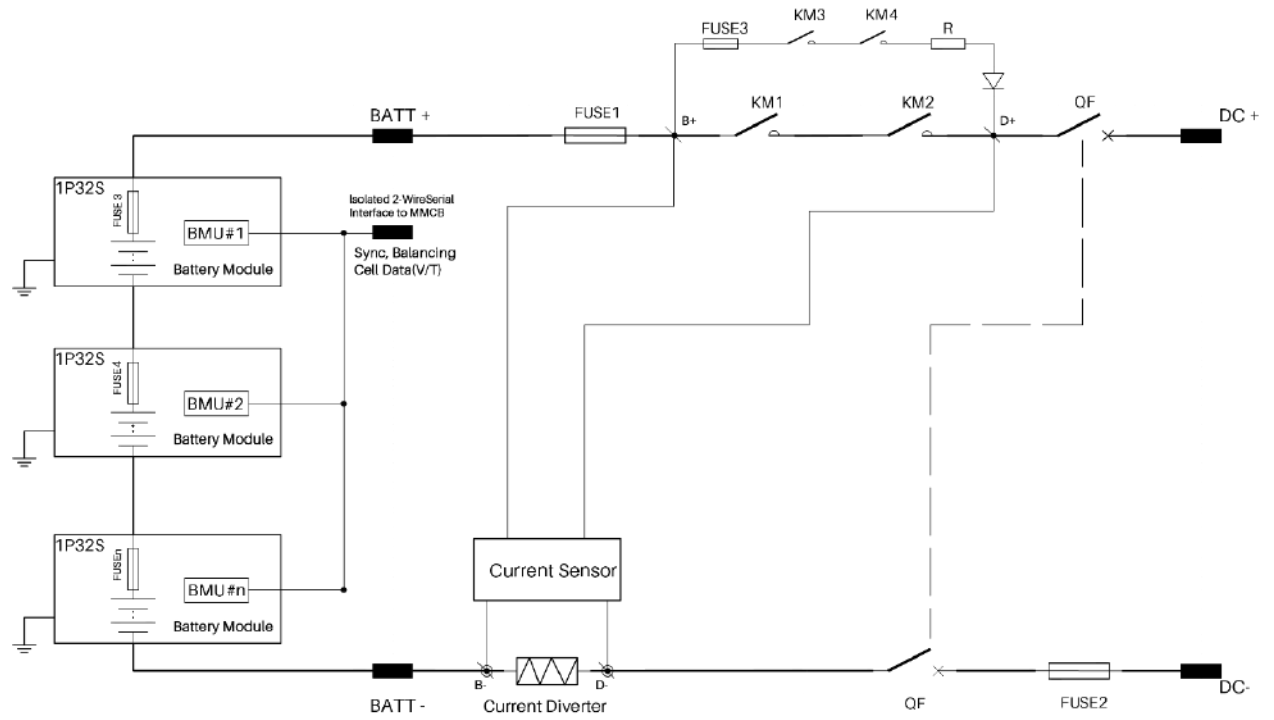 KM3
KM4
FUSE3
R
BATT +
FUSE1
B+
KM1
KM2
D+
QF
DC +
1P32S
FUSE 3
BMU#1
Battery Module
Isolated 2-WireSerial
Interface to MMCB
Sync, Balancing
Cell Data(V/T)
1P32S
FUSE4
BMU#2
Battery Module
1P32S
FUSEn
BMU#n
Battery Module
Current Sensor
B-
D-
BATT -
Current Diverter
QF
FUSE2
DC-